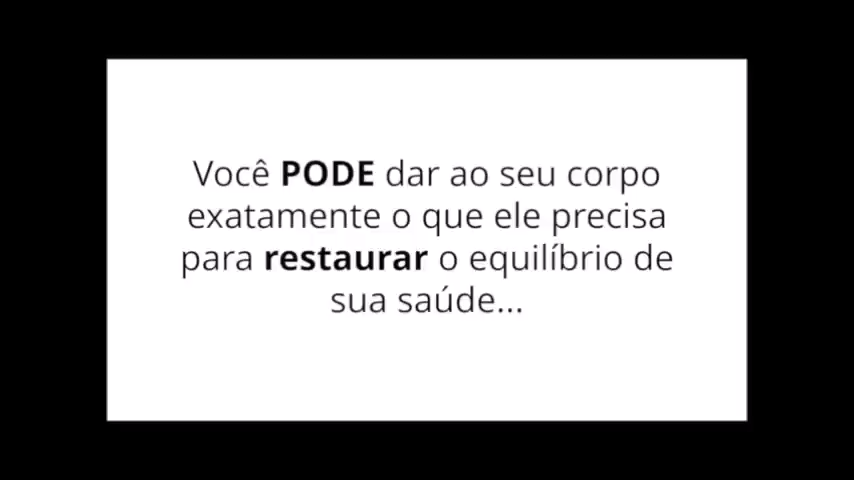 Você PODE dar ao seu corpo
exatamente o que ele precisa
para restaurar o equilíbrio de
sua saúde...